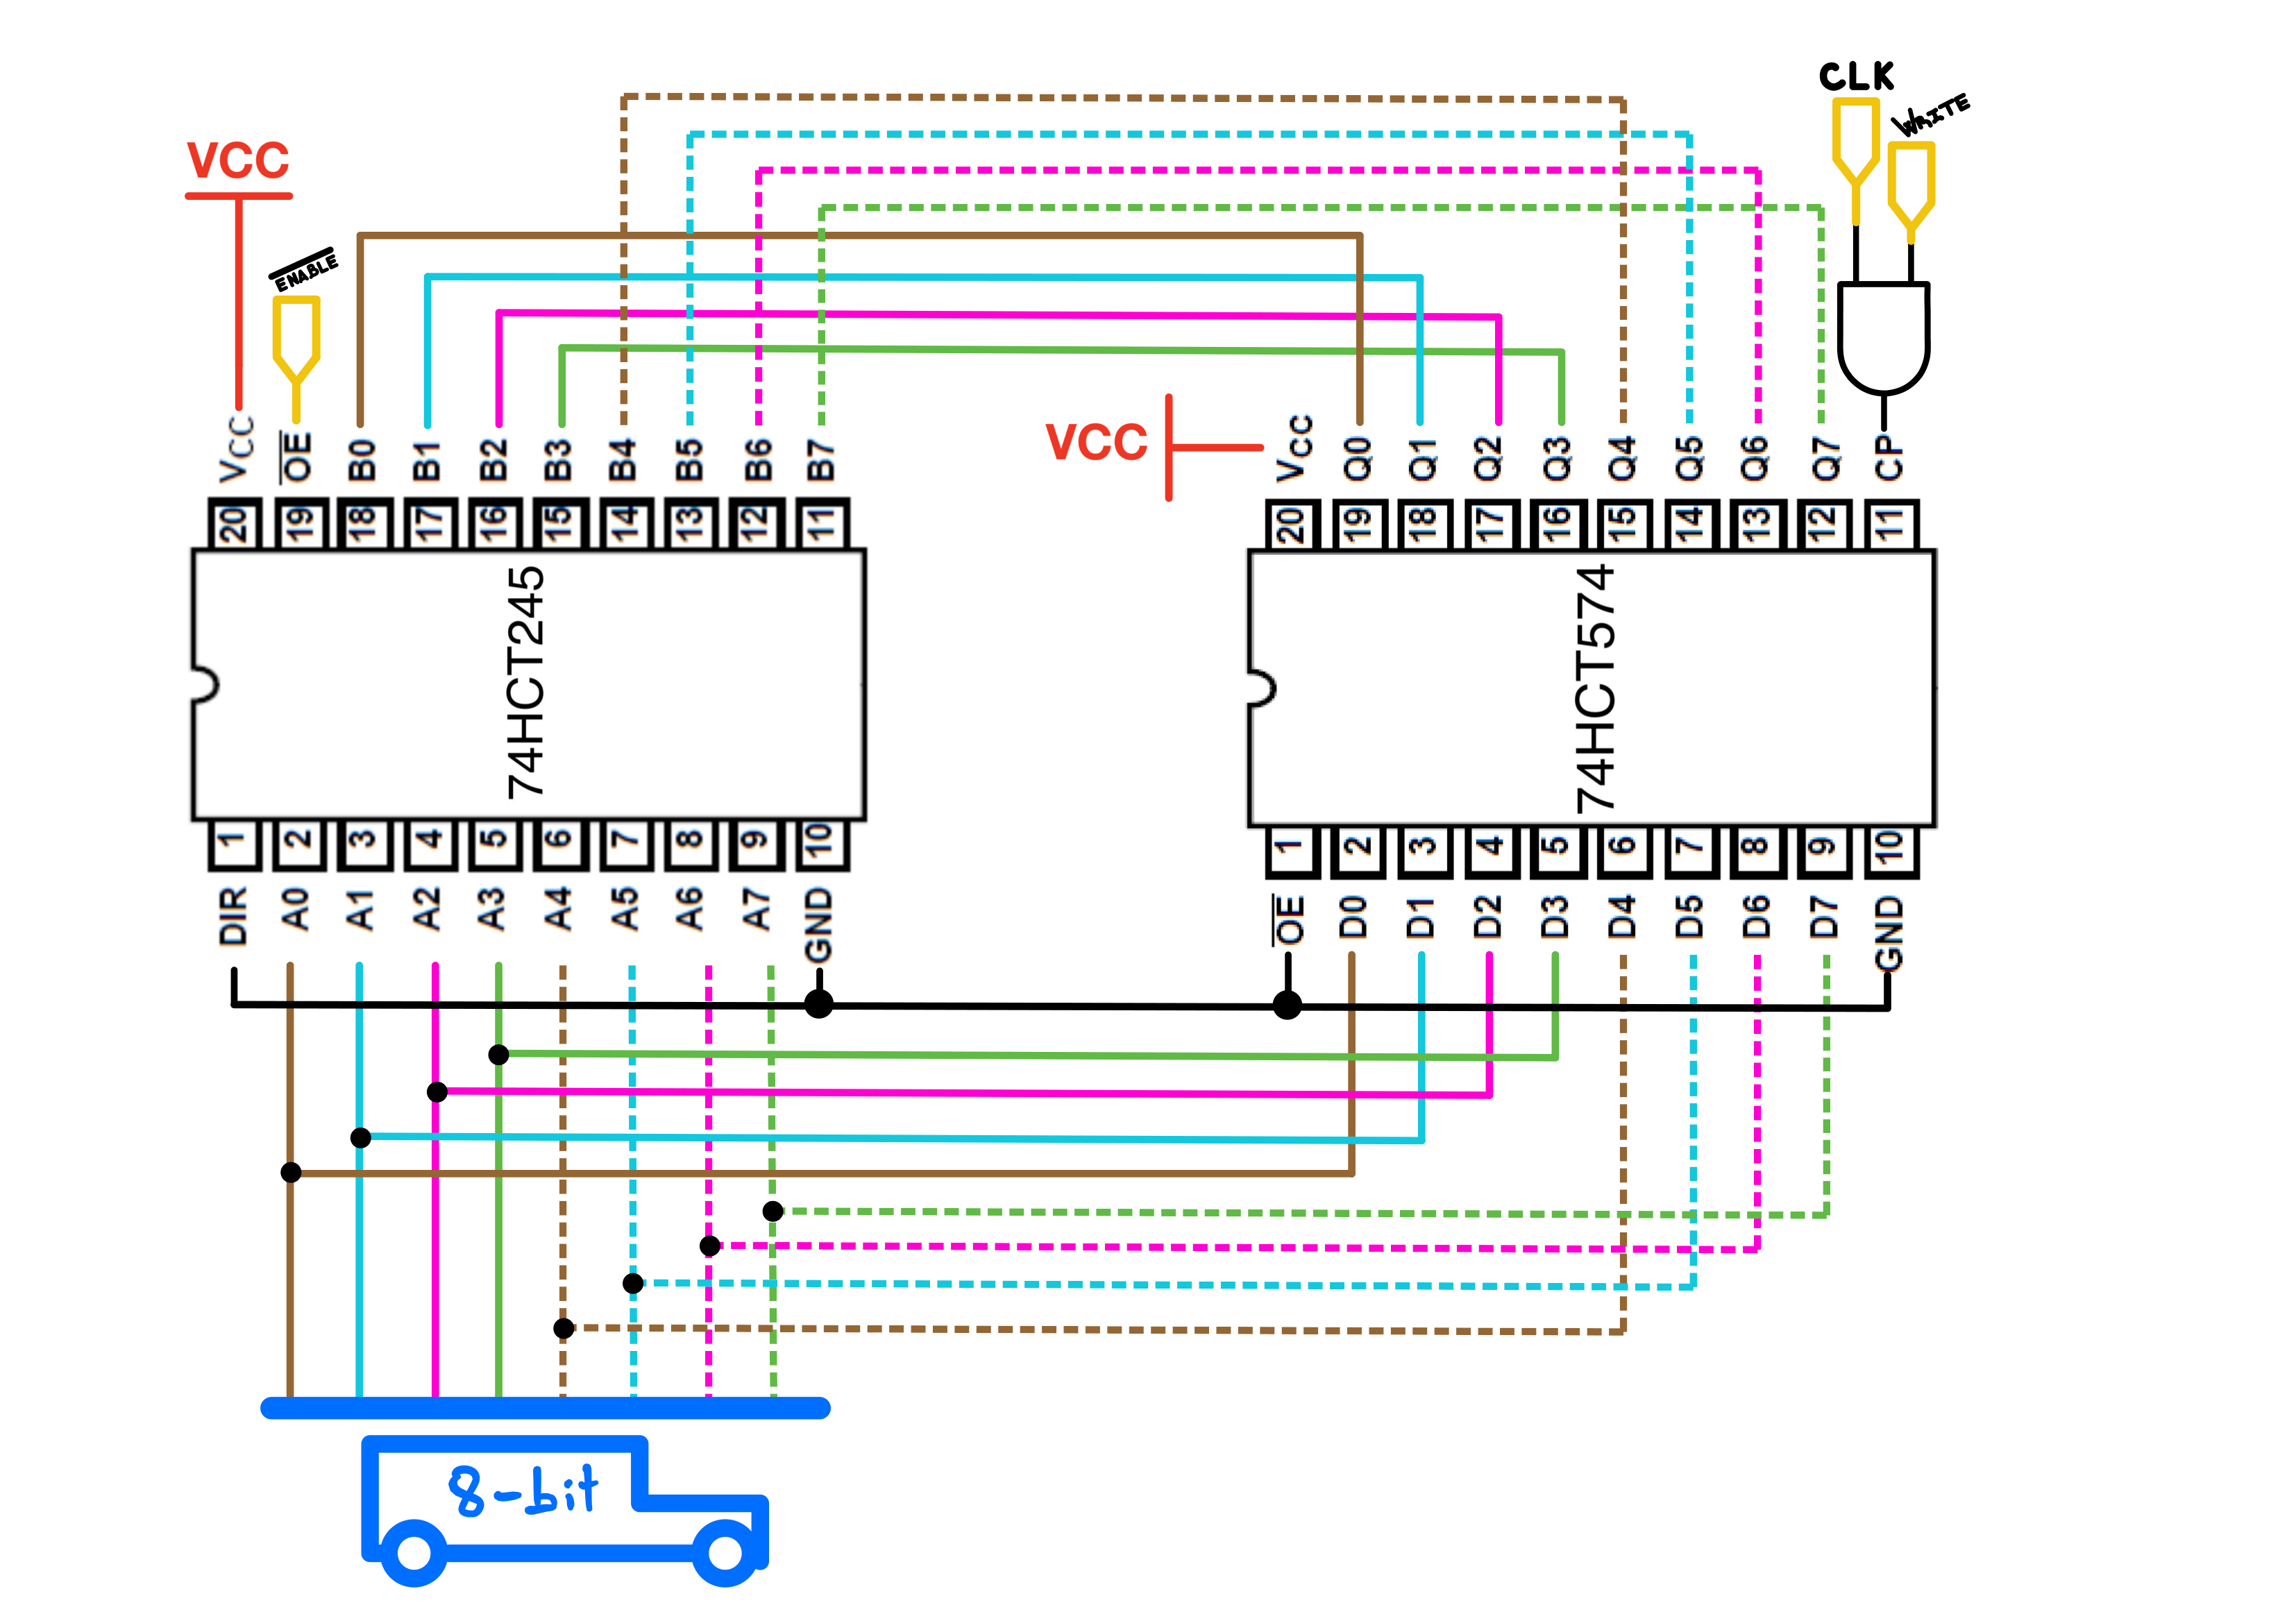 CLK
WRITE
VCC
ENABLE
VCC OE B0 B1 B2 B3 B4 B5 B6 B7
20 19 18 17 16 15 14 13 12 11
74HCT245
1 2 3 4 5 6 7 8 9 10
DIR A0 A1 A2 A3 A4 A5 A6 A7 GND
VCC
VCC Q0 Q1 Q2 Q3 Q4 Q5 Q6 Q7 CP
20 19 18 17 16 15 14 13 12 11
74HCT574
1 2 3 4 5 6 7 8 9 10
OE D0 D1 D2 D3 D4 D5 D6 D7 GND
8-bit